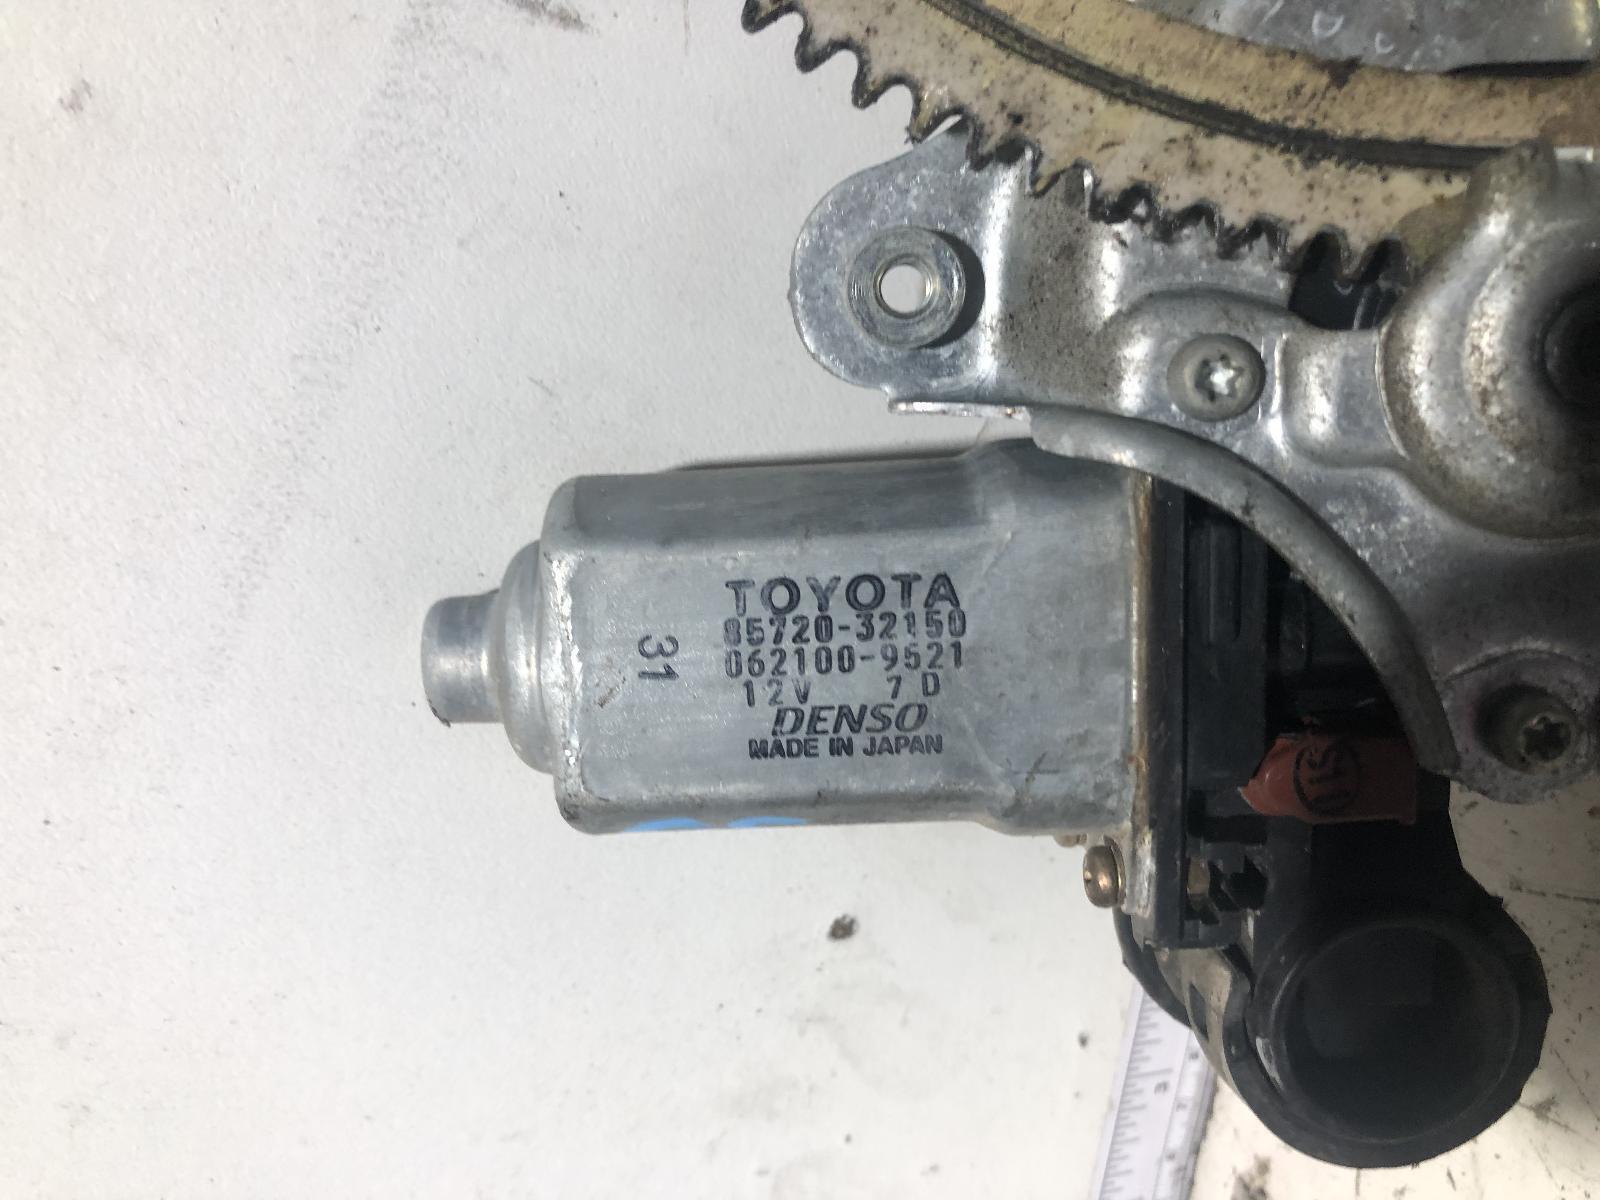 TOYOTA
85720-32150
062100-9521
12V 7D
DENSO
MADE IN JAPAN
31